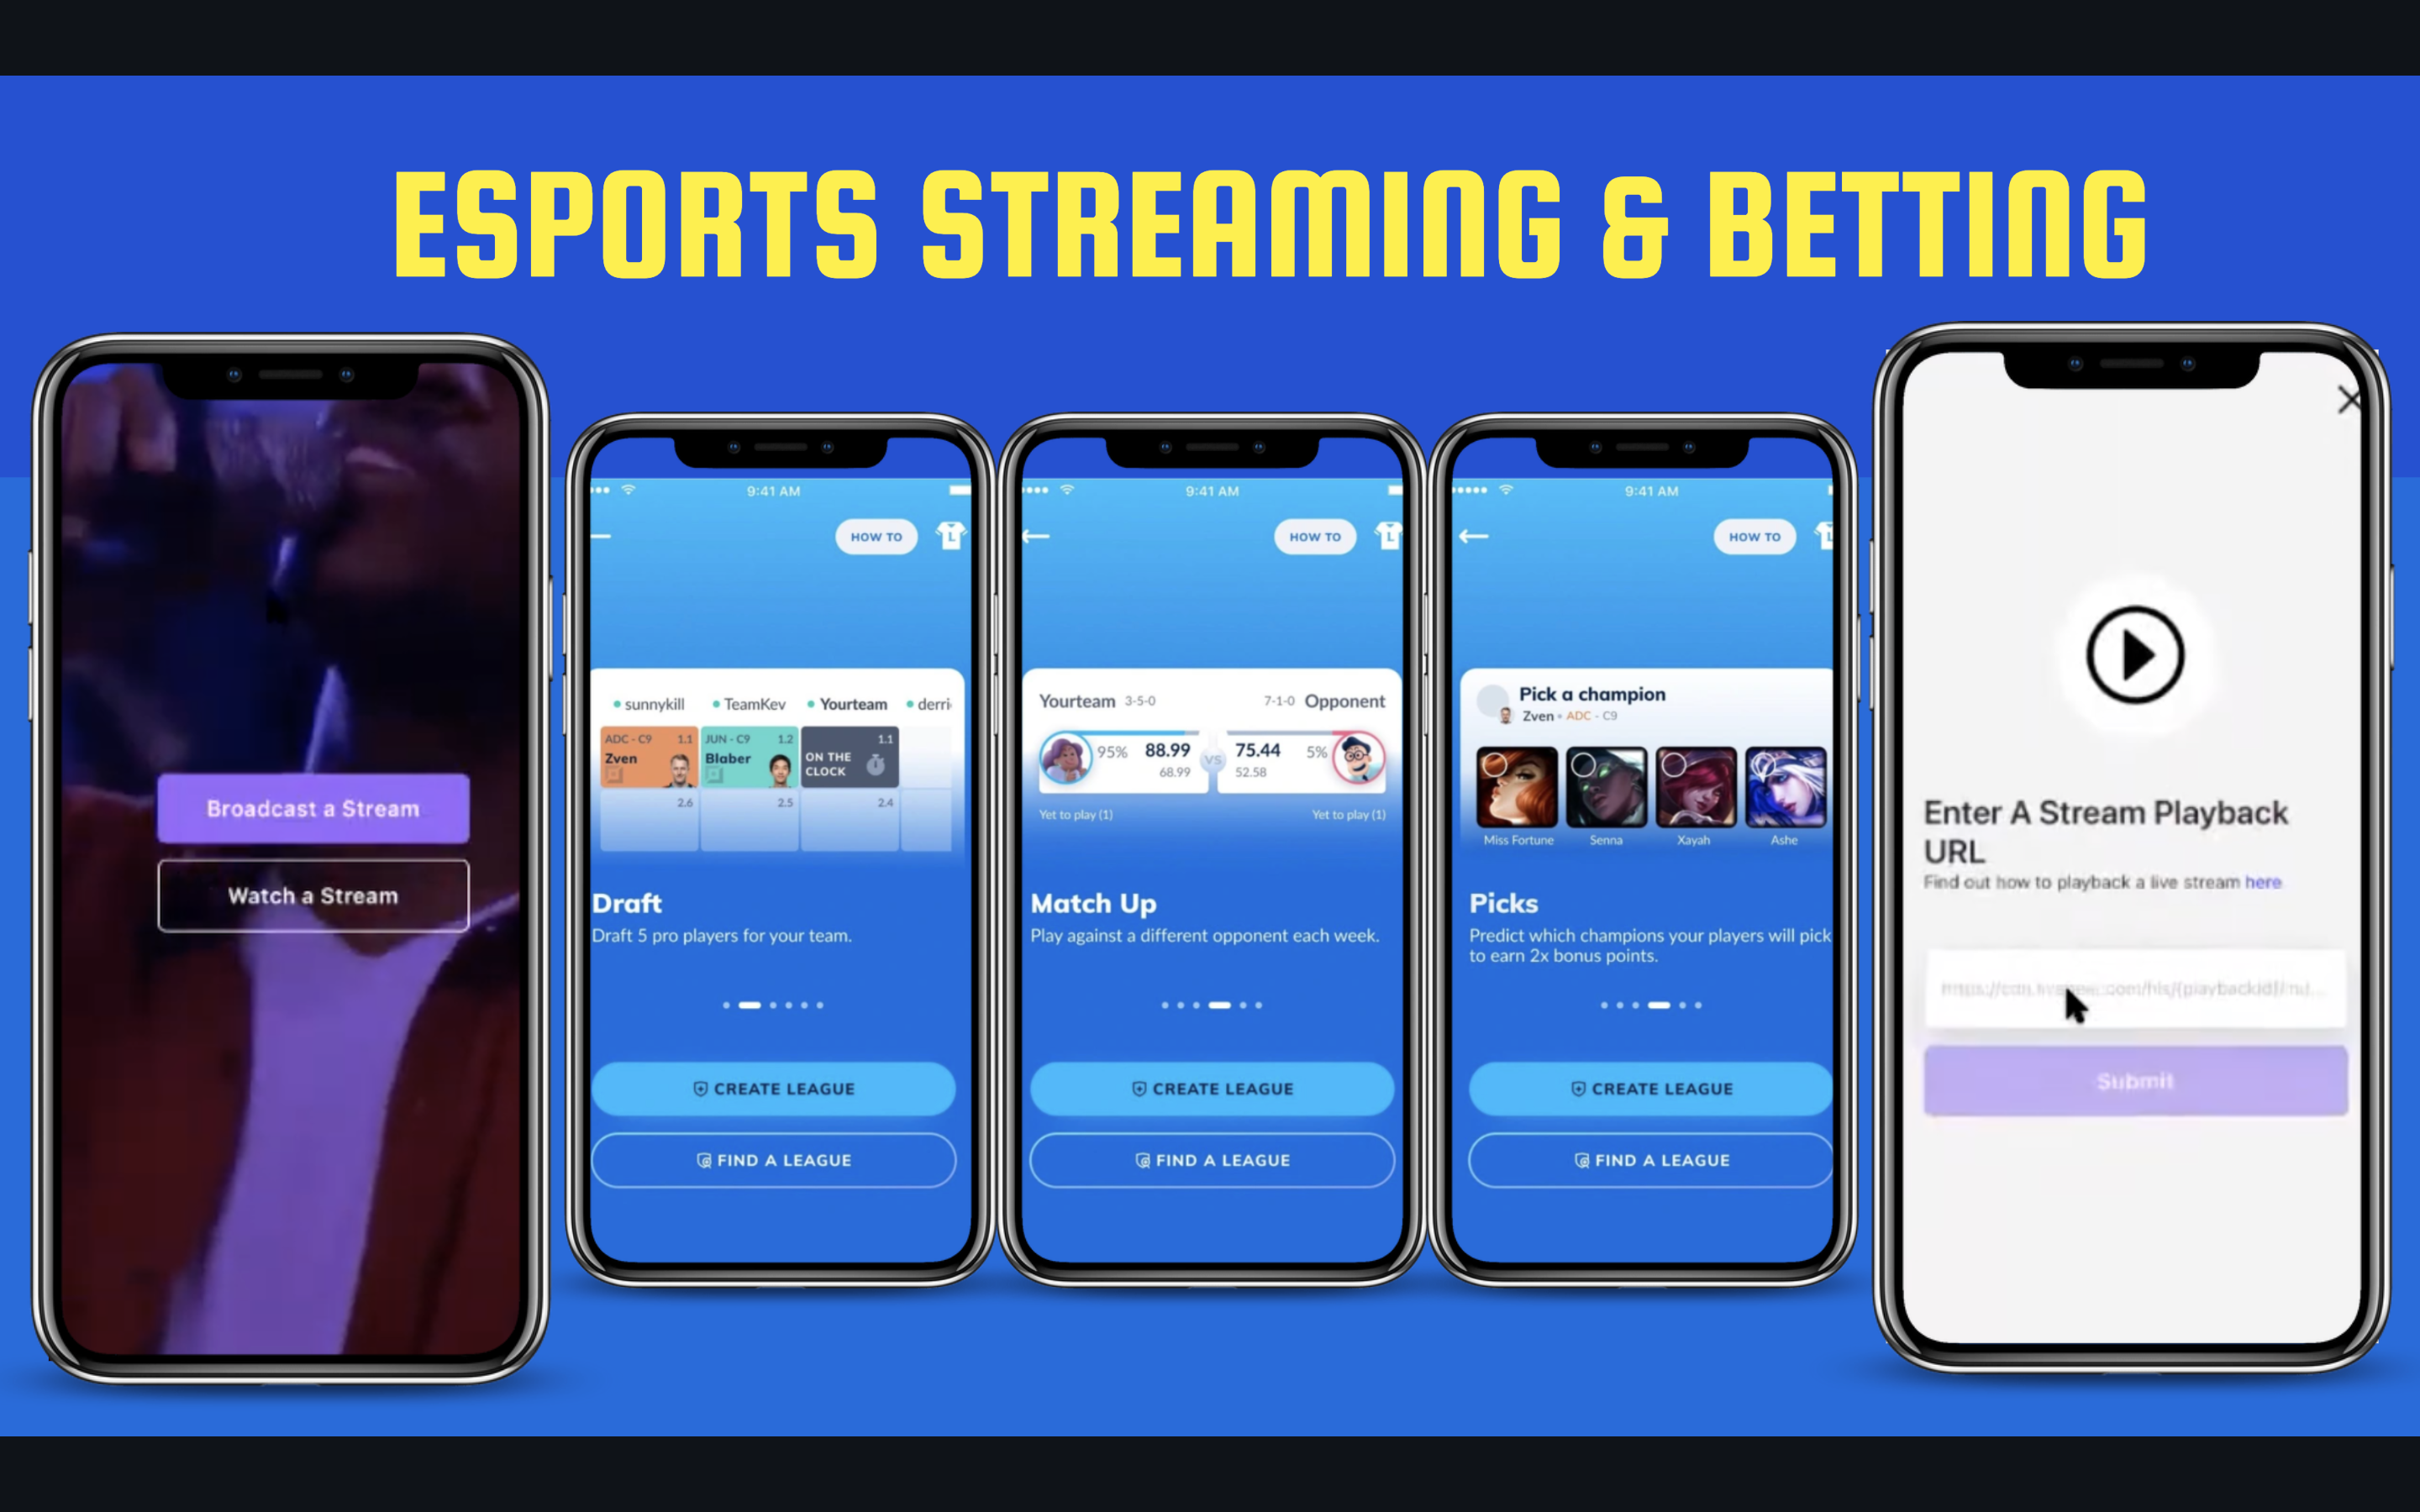 ESPORTS STREAMING & BETTING
Broadcast a Stream
Watch a Stream
9:41 AM
HOW TO
L
sunnykill
TeamKev
Yourteam
derri
ADC - C9 1.1
Zven
JUN - C9 1.2
Blaber
1.1
ON THE
CLOCK
2.6
2.5
2.4
Draft
Draft 5 pro players for your team.
CREATE LEAGUE
FIND A LEAGUE
9:41 AM
HOW TO
L
Yourteam 3-5-0
7-1-0 Opponent
95%
88.99
68.99
VS
75.44
52.58
5%
Yet to play (1)
Yet to play (1)
Match Up
Play against a different opponent each week.
CREATE LEAGUE
FIND A LEAGUE
9:41 AM
HOW TO
L
Pick a champion
Zven • ADC - C9
Miss Fortune
Senna
Xayah
Ashe
Picks
Predict which champions your players will pick
to earn 2x bonus points.
CREATE LEAGUE
FIND A LEAGUE
Enter A Stream Playback
URL
Find out how to playback a live stream here
Submit